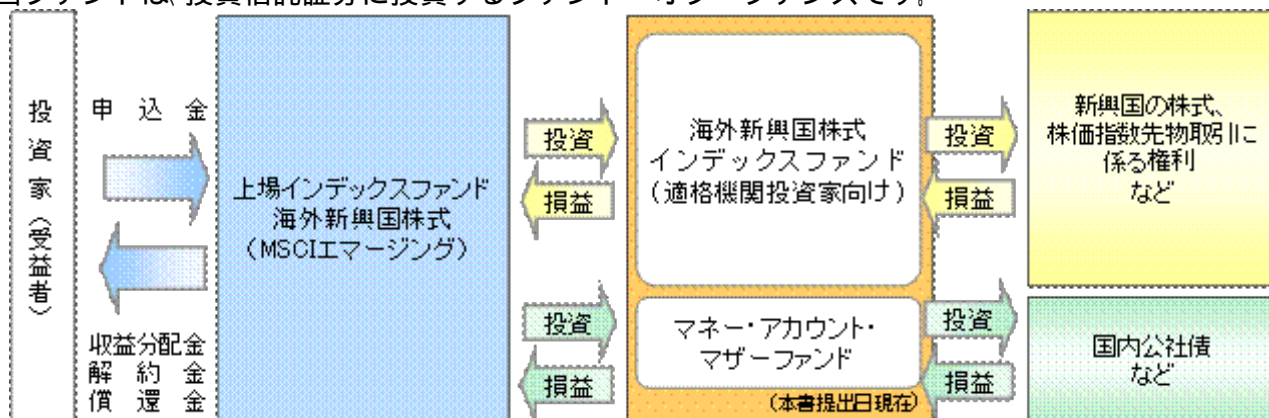 当ファンドは、投資信託証券に投資するファンド・オブ・ファンズです。
投資家（受益者）
申込金
収益分配金
解約金
償還金
上場インデックスファンド
海外新興国株式
（MSCIエマージング）
投資
損益
投資
損益
海外新興国株式
インデックスファンド
（適格機関投資家向け）
マネー・アカウント・
マザーファンド
（本書提出日現在）
投資
損益
投資
損益
新興国の株式、
株価指数先物取引に
係る権利
など
国内公社債
など